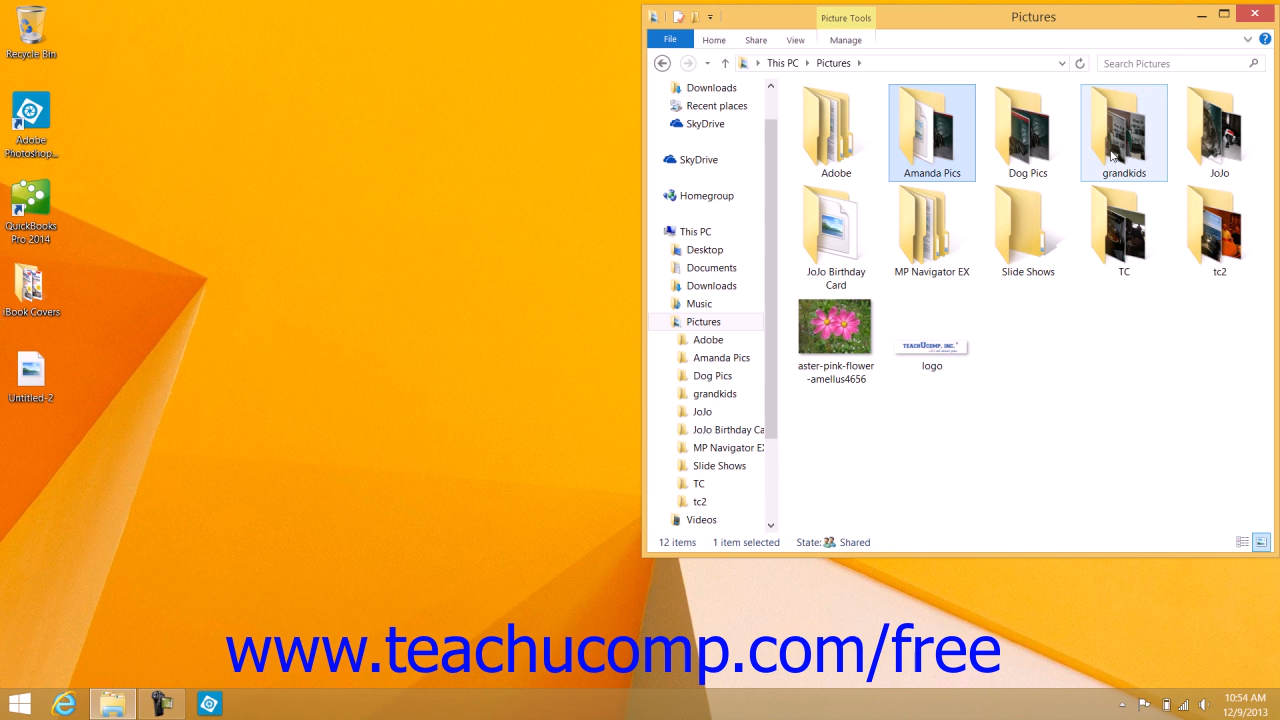 Recycle Bin
Adobe
Photoshop...
QuickBooks
Pro 2014
iBook Covers
Untitled-2
Picture Tools
Pictures
File
Home
Share
View
Manage
This PC
Pictures
Search Pictures
Downloads
Recent places
SkyDrive
SkyDrive
Homegroup
This PC
Desktop
Documents
Downloads
Music
Pictures
Adobe
Amanda Pics
Dog Pics
grandkids
JoJo
JoJo Birthday Ca
MP Navigator EX
Slide Shows
TC
tc2
Videos
Adobe
Amanda Pics
Dog Pics
grandkids
JoJo
JoJo Birthday
Card
MP Navigator EX
Slide Shows
TC
tc2
TEACHUCOMP, INC.
aster-pink-flower
-amellus4656
logo
12 items
1 item selected
State:
Shared
www.teachucomp.com/free
10:54 AM
12/9/2013